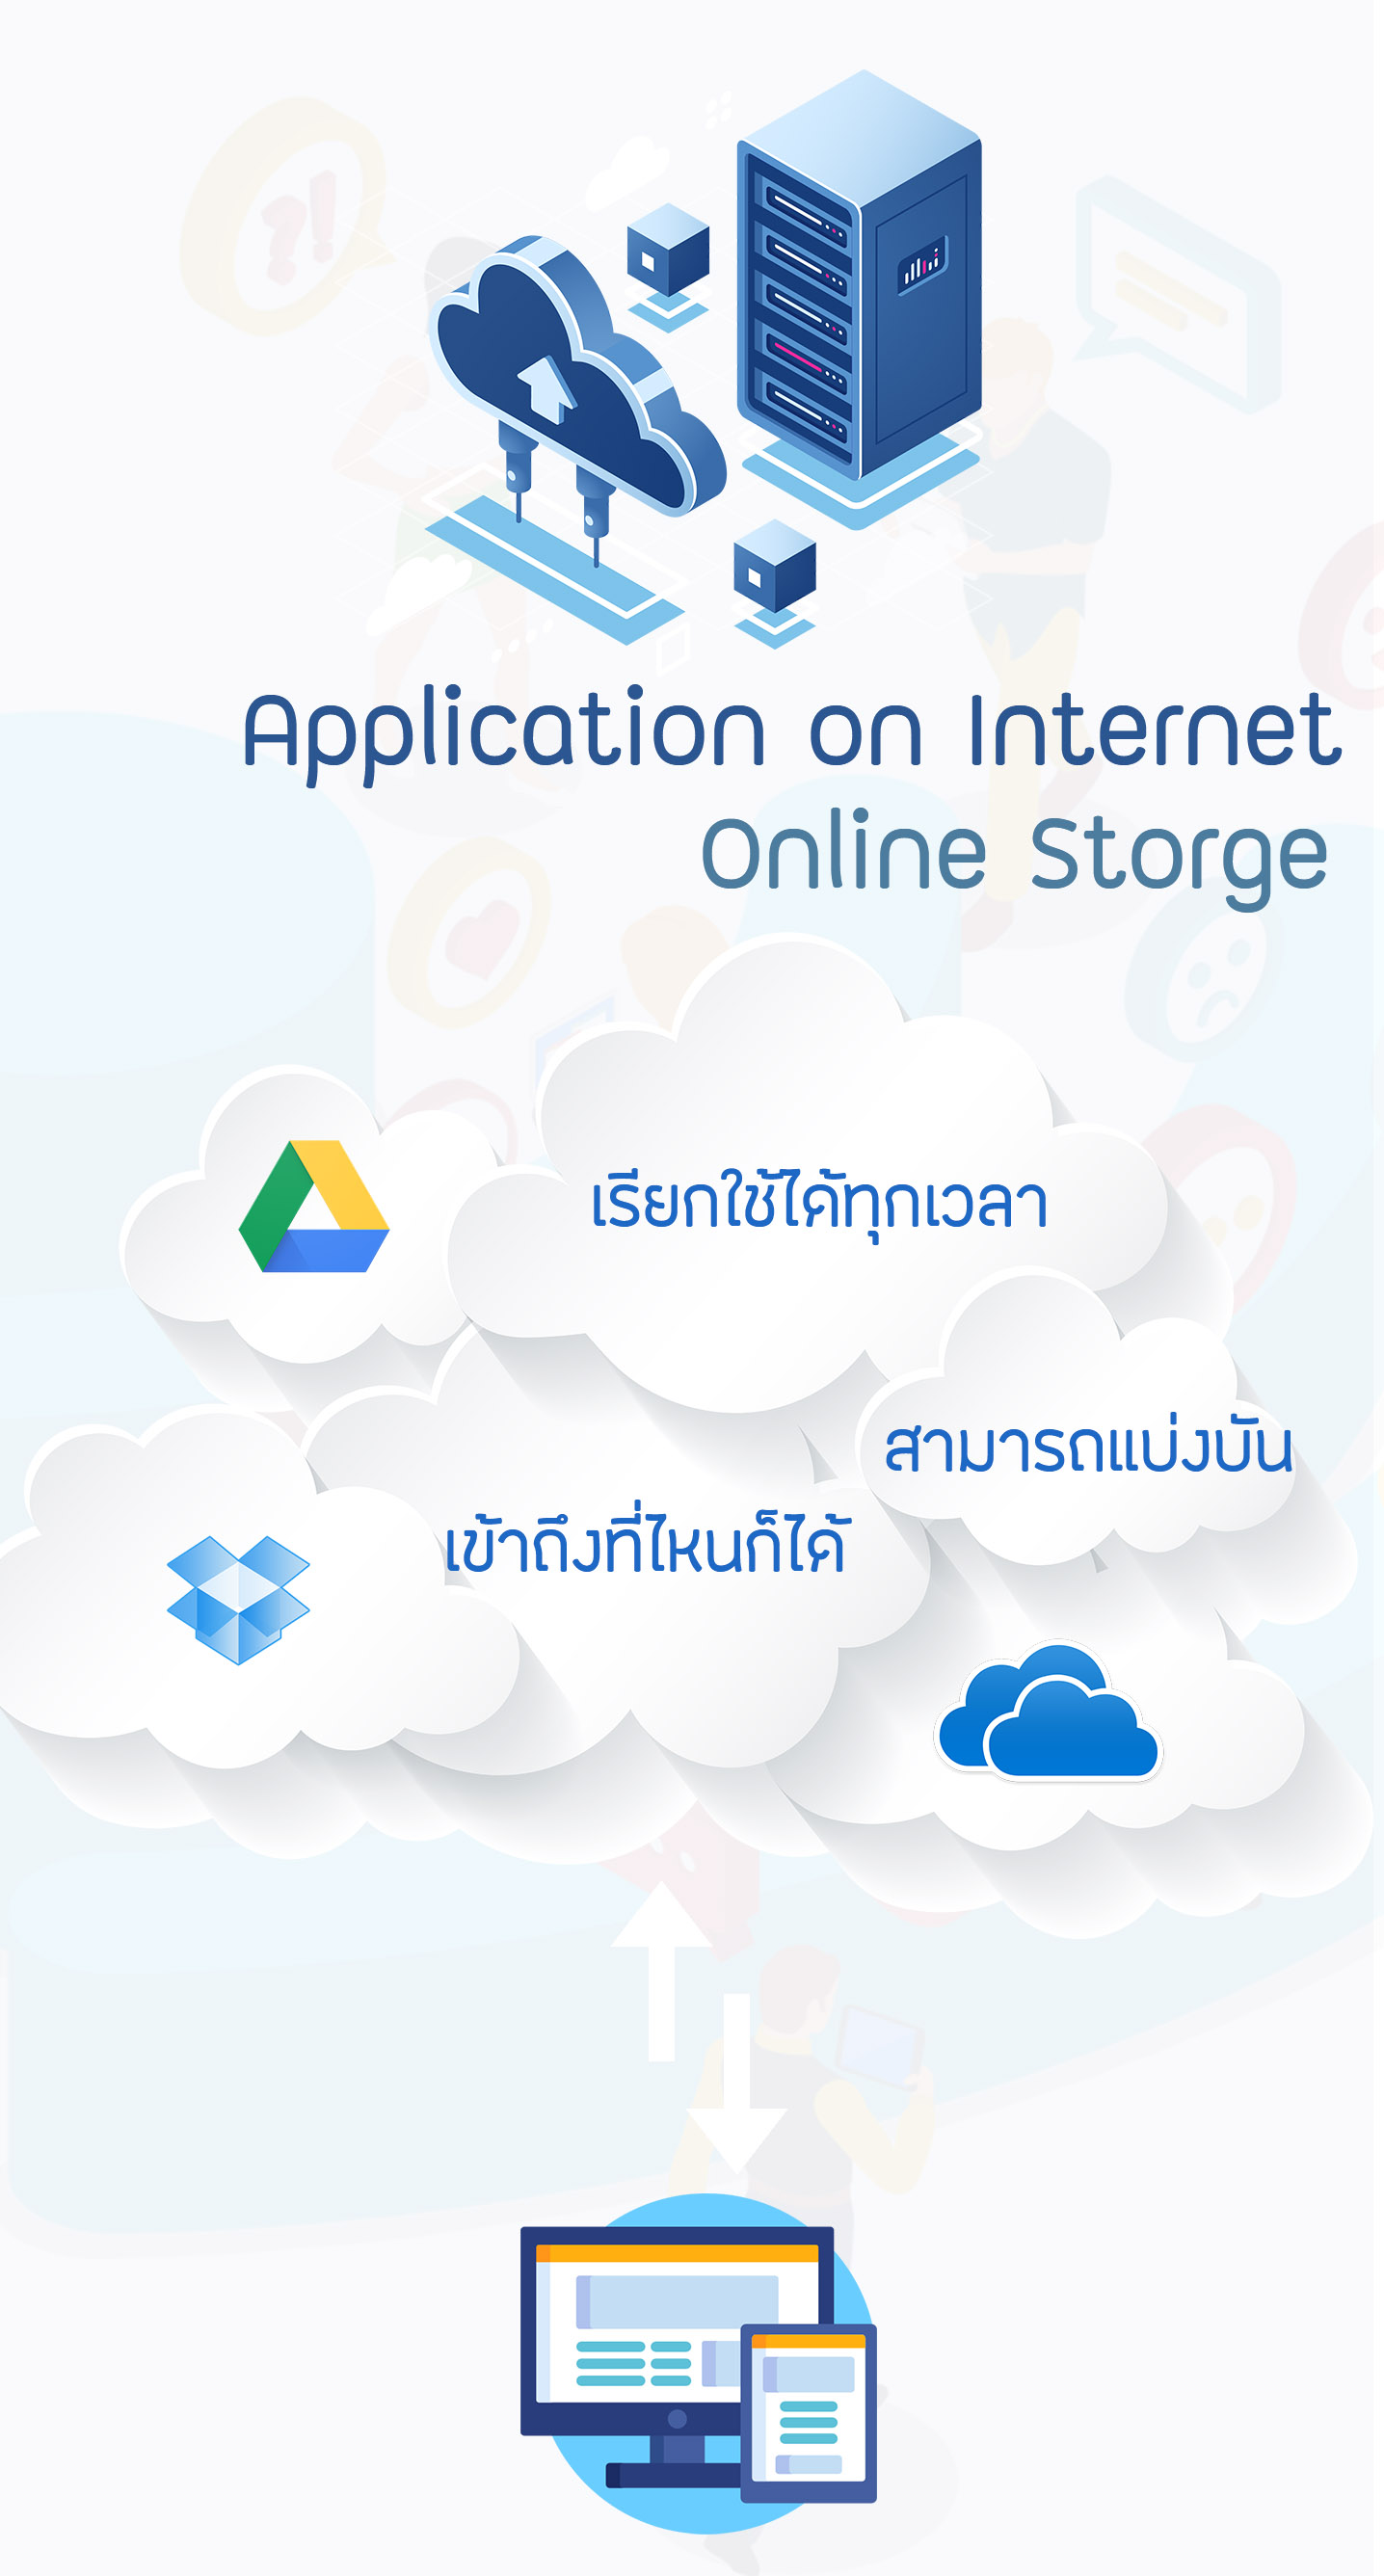 Application on Internet
Online Storge
เรียกใช้ได้ทุกเวลา
สามารถแบ่งบัน
เข้าถึงที่ไหนก็ได้